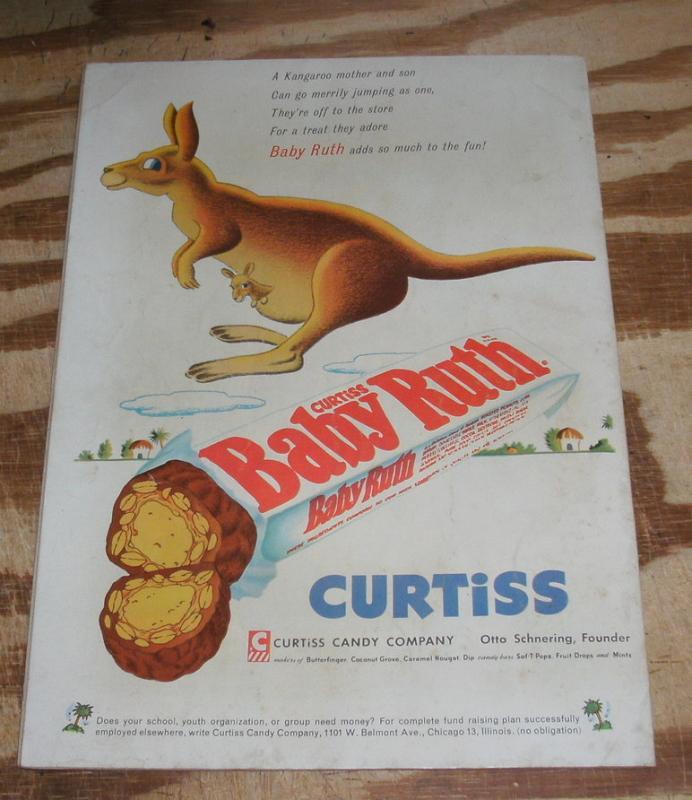 A Kangaroo mother and son
Can go merrily jumping as one,
They're off to the store
For a treat they adore
Baby Ruth adds so much to the fun!
CURTISS
Baby Ruth
Baby Ruth
CURTiSS
C CURTiSS CANDY COMPANY Otto Schnering, Founder
makers of Butterfinger, Coconut Grove, Caramel Nougat, Dip candy bars Saf-T-Pops, Fruit Drops and Mints
Does your school, youth organization, or group need money? For complete fund raising plan successfully
employed elsewhere, write Curtiss Candy Company, 1101 W. Belmont Ave., Chicago 13, Illinois. (no obligation)